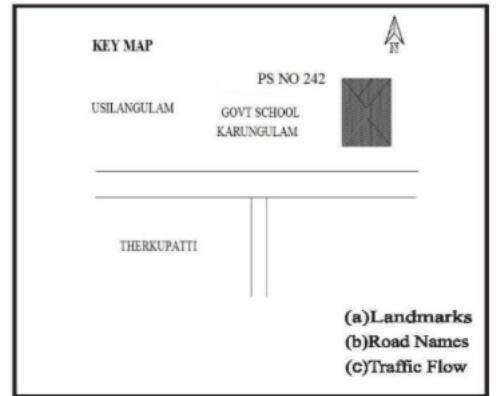 KEY MAP
N
PS NO 242
USILANGULAM
GOVT SCHOOL
KARUNGULAM
THERKUPATTI
(a)Landmarks
(b)Road Names
(c)Traffic Flow